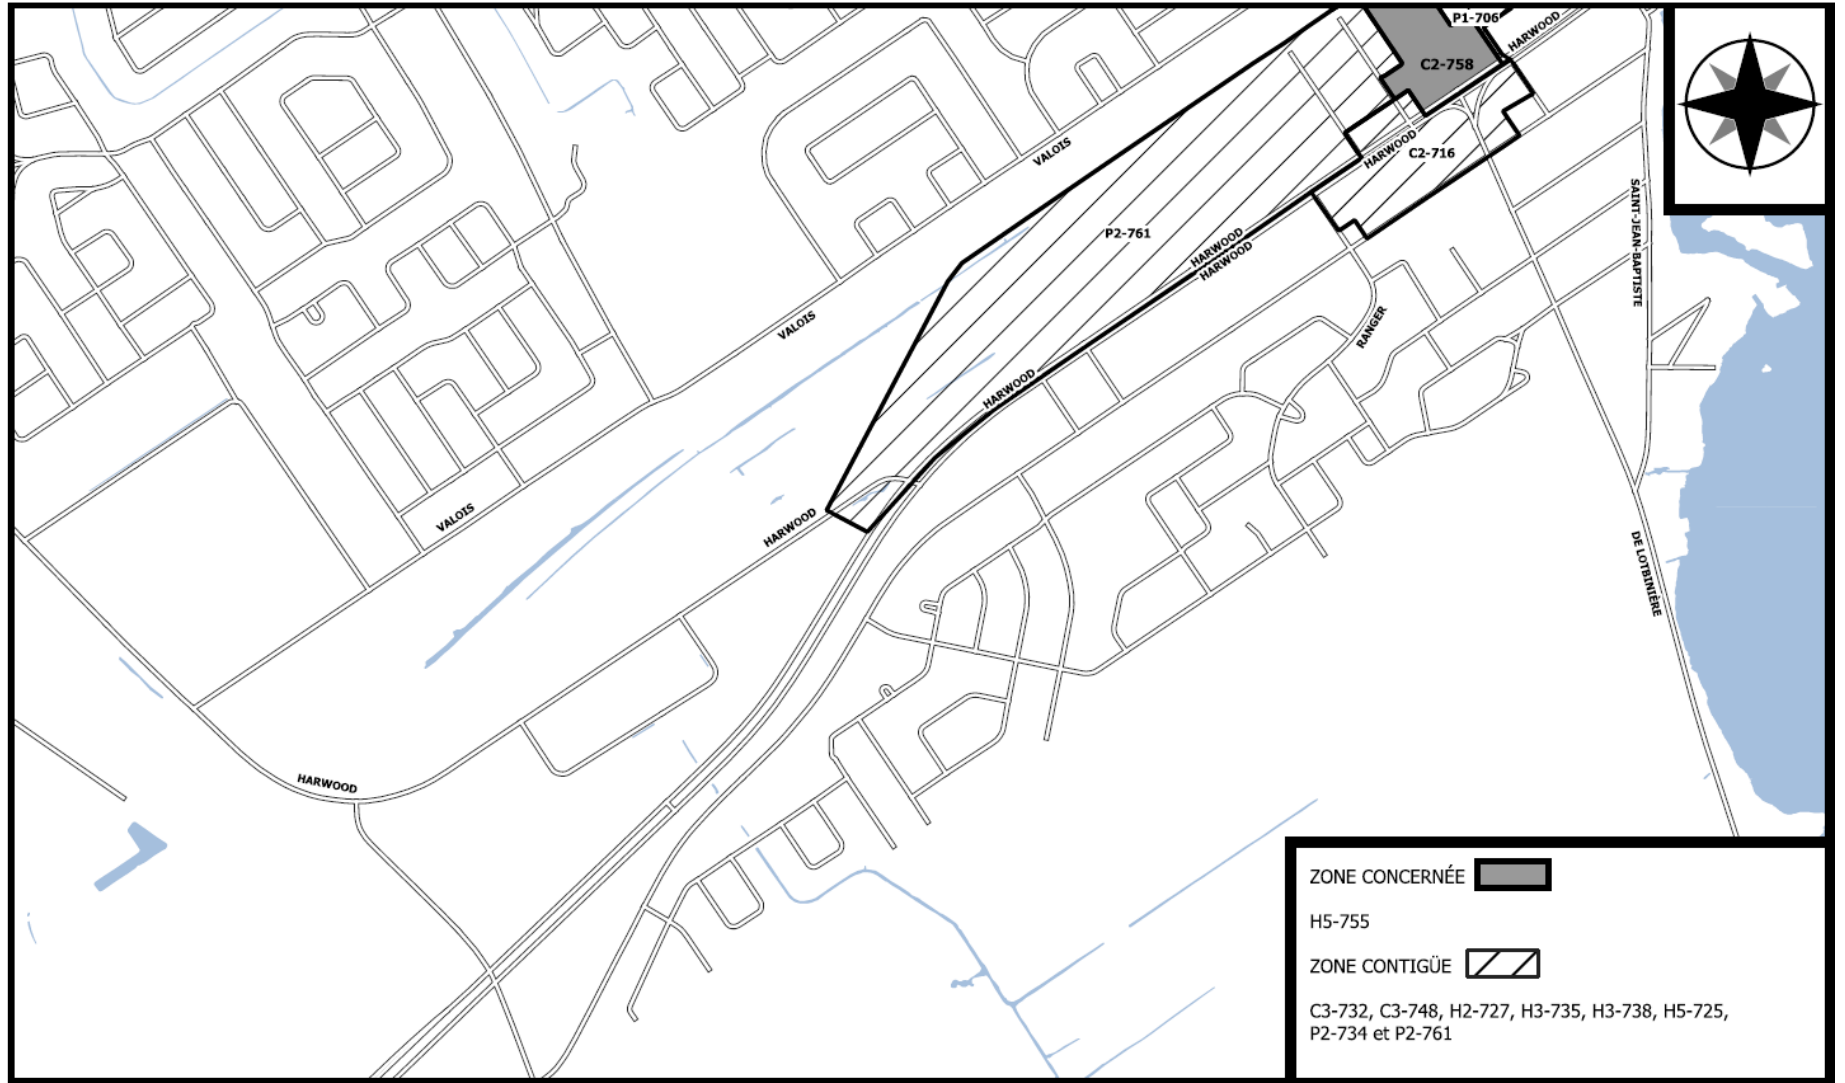 P1-706
HARWOOD
C2-758
HARWOOD
C2-716
VALOIS
SAINT-JEAN-BAPTISTE
P2-761
HARWOOD
HARWOOD
VALOIS
RANGER
HARWOOD
VALOIS
HARWOOD
DE LOTBINIÈRE
HARWOOD
ZONE CONCERNÉE
H5-755
ZONE CONTIGÜE
C3-732, C3-748, H2-727, H3-735, H3-738, H5-725,
P2-734 et P2-761